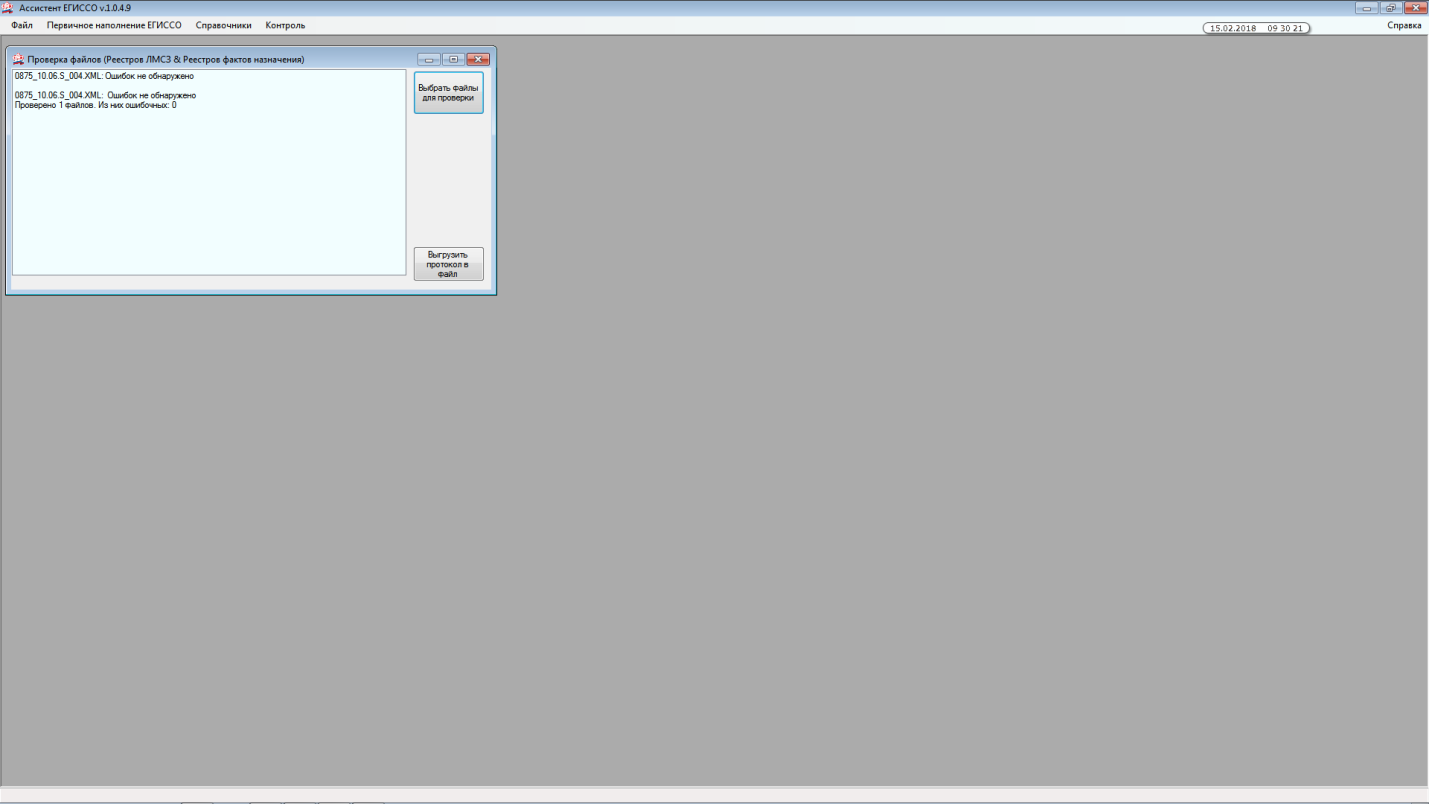 Ассистент ЕГИССО v.1.0.4.9
Файл Первичное наполнение ЕГИССО Справочники Контроль
15.02.2018 09 30 21
Справка
Проверка файлов (Реестров ЛМСЗ & Реестров фактов назначения)
0875_10.06.S_004.XML: Ошибок не обнаружено
0875_10.06.S_004.XML: Ошибок не обнаружено
Проверено 1 файлов. Из них ошибочных: 0
Выбрать файлы
для проверки
Выгрузить
протокол в
файл